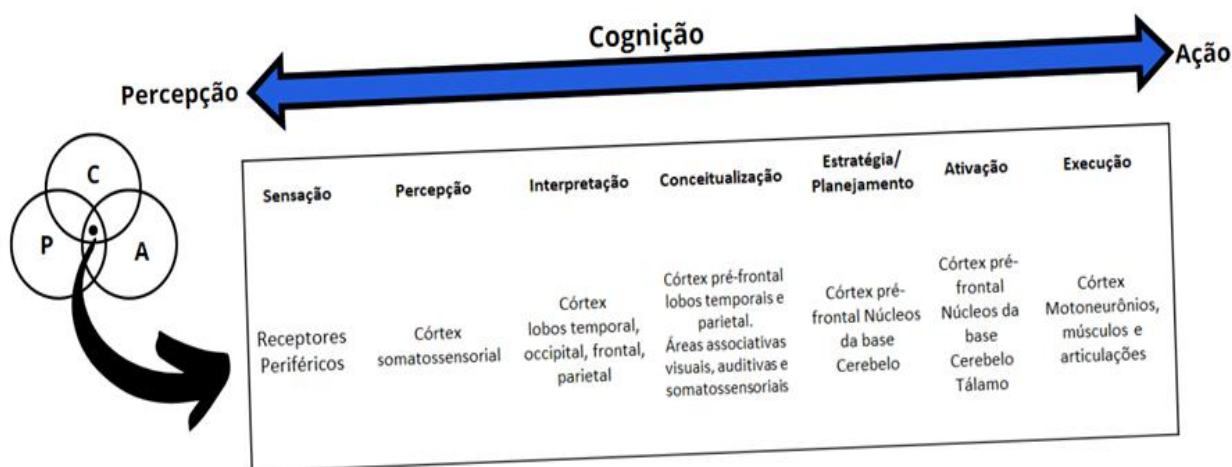 Cognição
Percepção
Ação
C
P
A
Sensação
Percepção
Interpretação
Conceitualização
Estratégia/
Planejamento
Ativação
Execução
Receptores
Periféricos
Córtex
somatossensorial
Córtex
lobos temporal,
occipital, frontal,
parietal
Córtex pré-frontal
lobos temporais e
parietal.
Áreas associativas
visuais, auditivas e
somatossensoriais
Córtex pré-
frontal Núcleos
da base
Cerebelo
Córtex pré-
frontal
Núcleos da
base
Cerebelo
Tálamo
Córtex
Motoneurônios,
músculos e
articulações